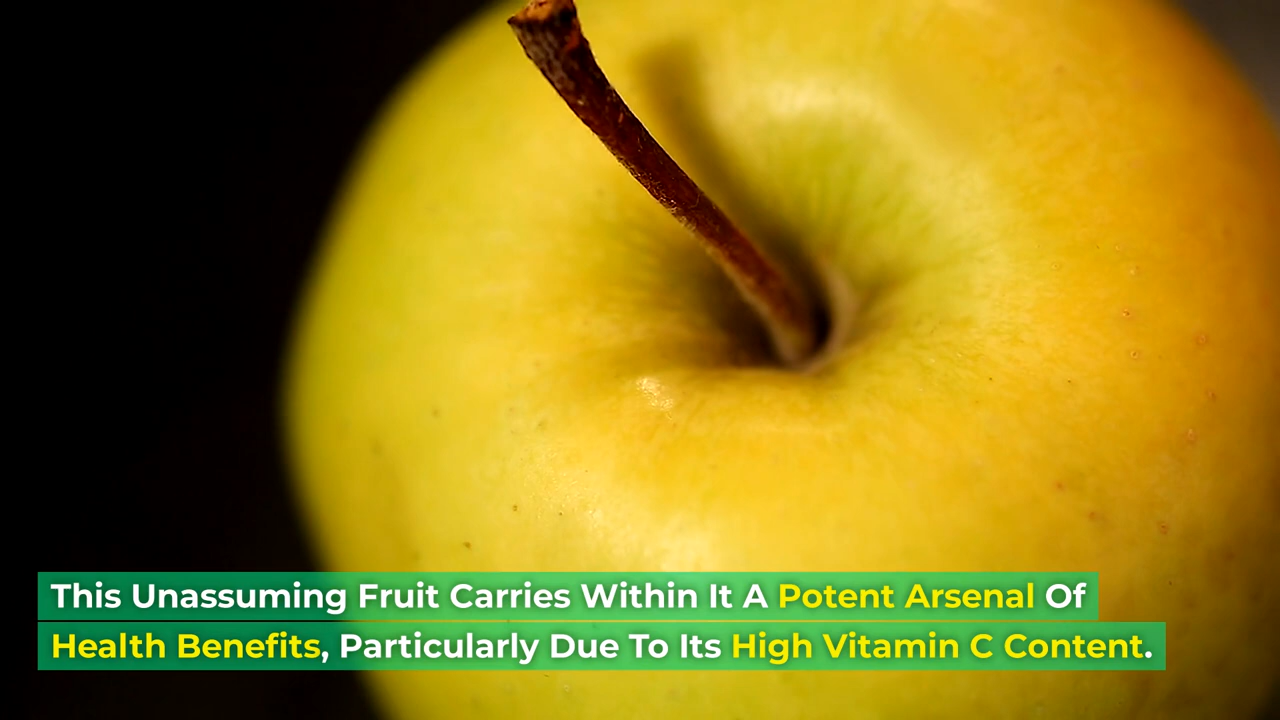 This Unassuming Fruit Carries Within It A Potent Arsenal Of
Health Benefits, Particularly Due To Its High Vitamin C Content.